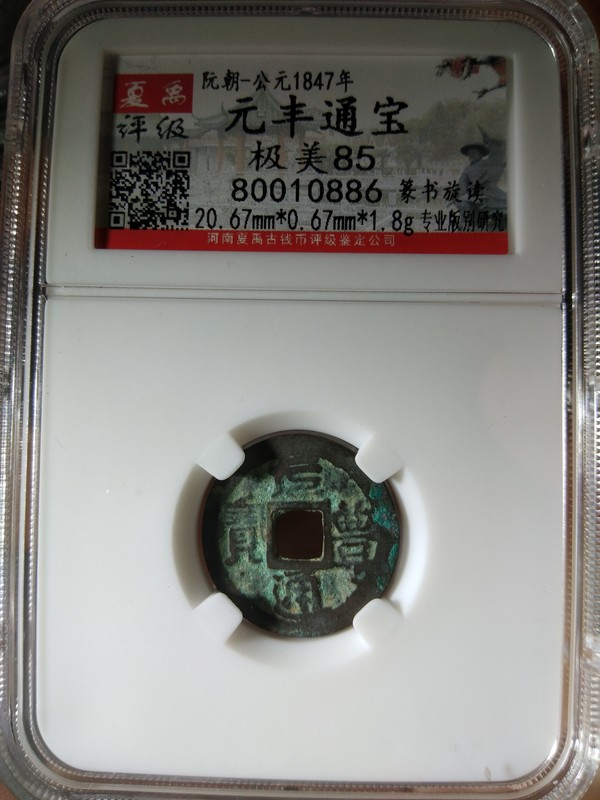 夏禹
评级
阮朝-公元1847年
元丰通宝
极美85
80010886 篆书旋读
20.67mm*0.67mm*1.8g 专业版别研究
河南夏禹古钱币评级鉴定公司
元豐通寶